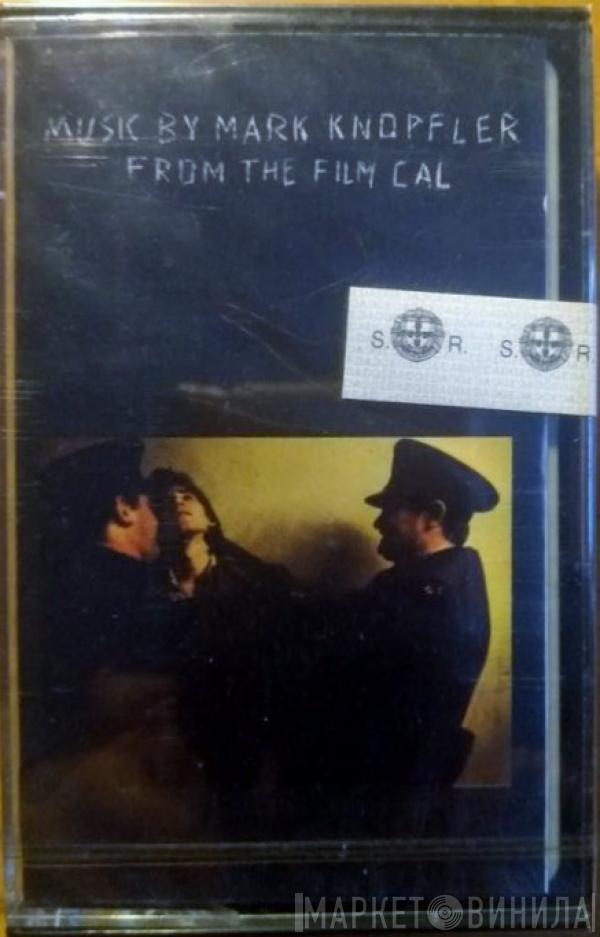 MUSIC BY MARK KNOPFLER
FROM THE FILM CAL
S. R. S. R
МАРКЕТ ВИНИЛА